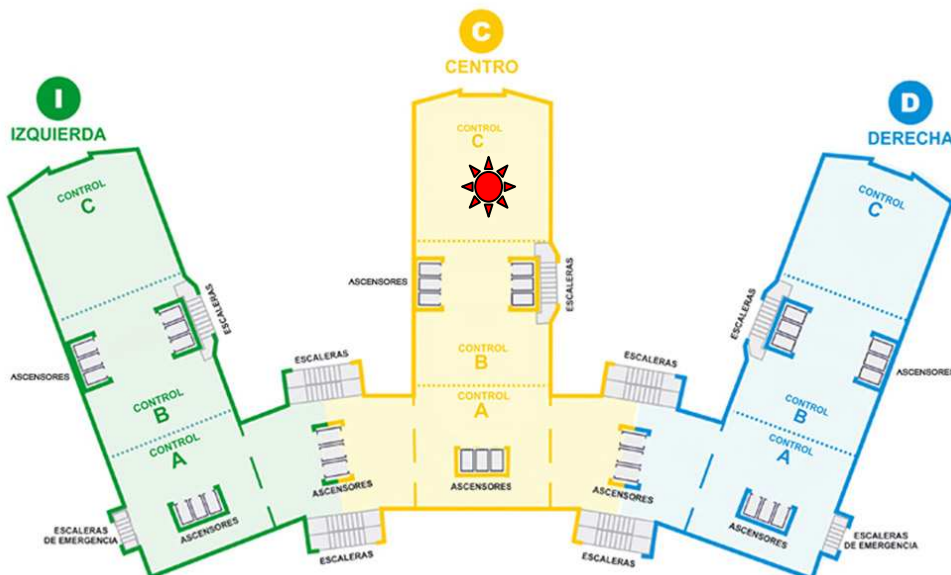 C
CENTRO
I
IZQUIERDA
D
DERECHA
CONTROL
C
CONTROL
C
CONTROL
C
ASCENSORES
ESCALERAS
ESCALERAS
ESCALERAS
ASCENSORES
ESCALERAS
ESCALERAS
ASCENSORES
CONTROL
B
CONTROL
B
CONTROL
B
CONTROL
A
CONTROL
A
CONTROL
A
ASCENSORES
ASCENSORES
ASCENSORES
ESCALERAS
DE EMERGENCIA
ASCENSORES
ESCALERAS
ESCALERAS
ASCENSORES
ESCALERAS
DE EMERGENCIA